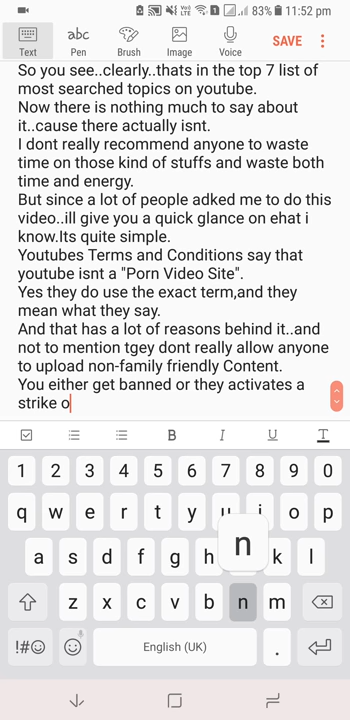 83% 11:52 pm
Text
abc
Pen
Brush
Image
Voice
SAVE
So you see..clearly..thats in the top 7 list of
most searched topics on youtube.
Now there is nothing much to say about
it..cause there actually isnt.
I dont really recommend anyone to waste
time on those kind of stuffs and waste both
time and energy.
But since a lot of people adked me to do this
video..ill give you a quick glance on ehat i
know.Its quite simple.
Youtubes Terms and Conditions say that
youtube isnt a "Porn Video Site".
Yes they do use the exact term,and they
mean what they say.
And that has a lot of reasons behind it..and
not to mention tgey dont really allow anyone
to upload non-family friendly Content.
You either get banned or they activates a
strike o
B I U T
1 2 3 4 5 6 7 8 9 0
q w e r t y u i o p
a s d f g h n k l
z x c v b n m
!#☺ English (UK) .